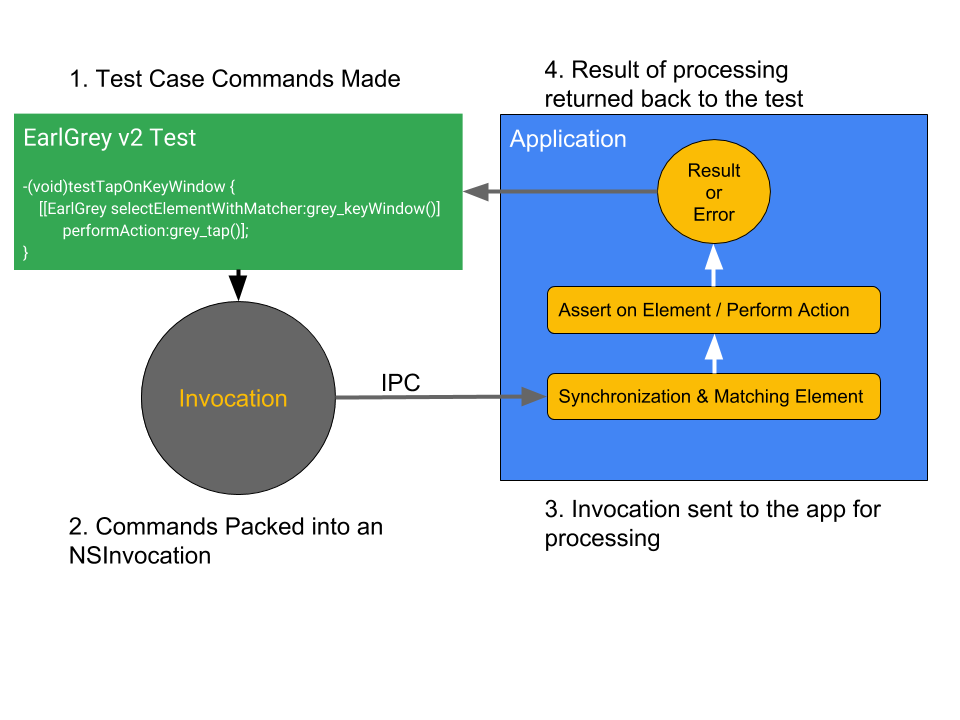 1. Test Case Commands Made
EarlGrey v2 Test
-(void)testTapOnKeyWindow {
[[EarlGrey selectElementWithMatcher:grey_keyWindow()]
performAction:grey_tap()];
}
Invocation
2. Commands Packed into an
NSInvocation
IPC
4. Result of processing
returned back to the test
Application
Result
or
Error
Assert on Element / Perform Action
Synchronization & Matching Element
3. Invocation sent to the app for
processing